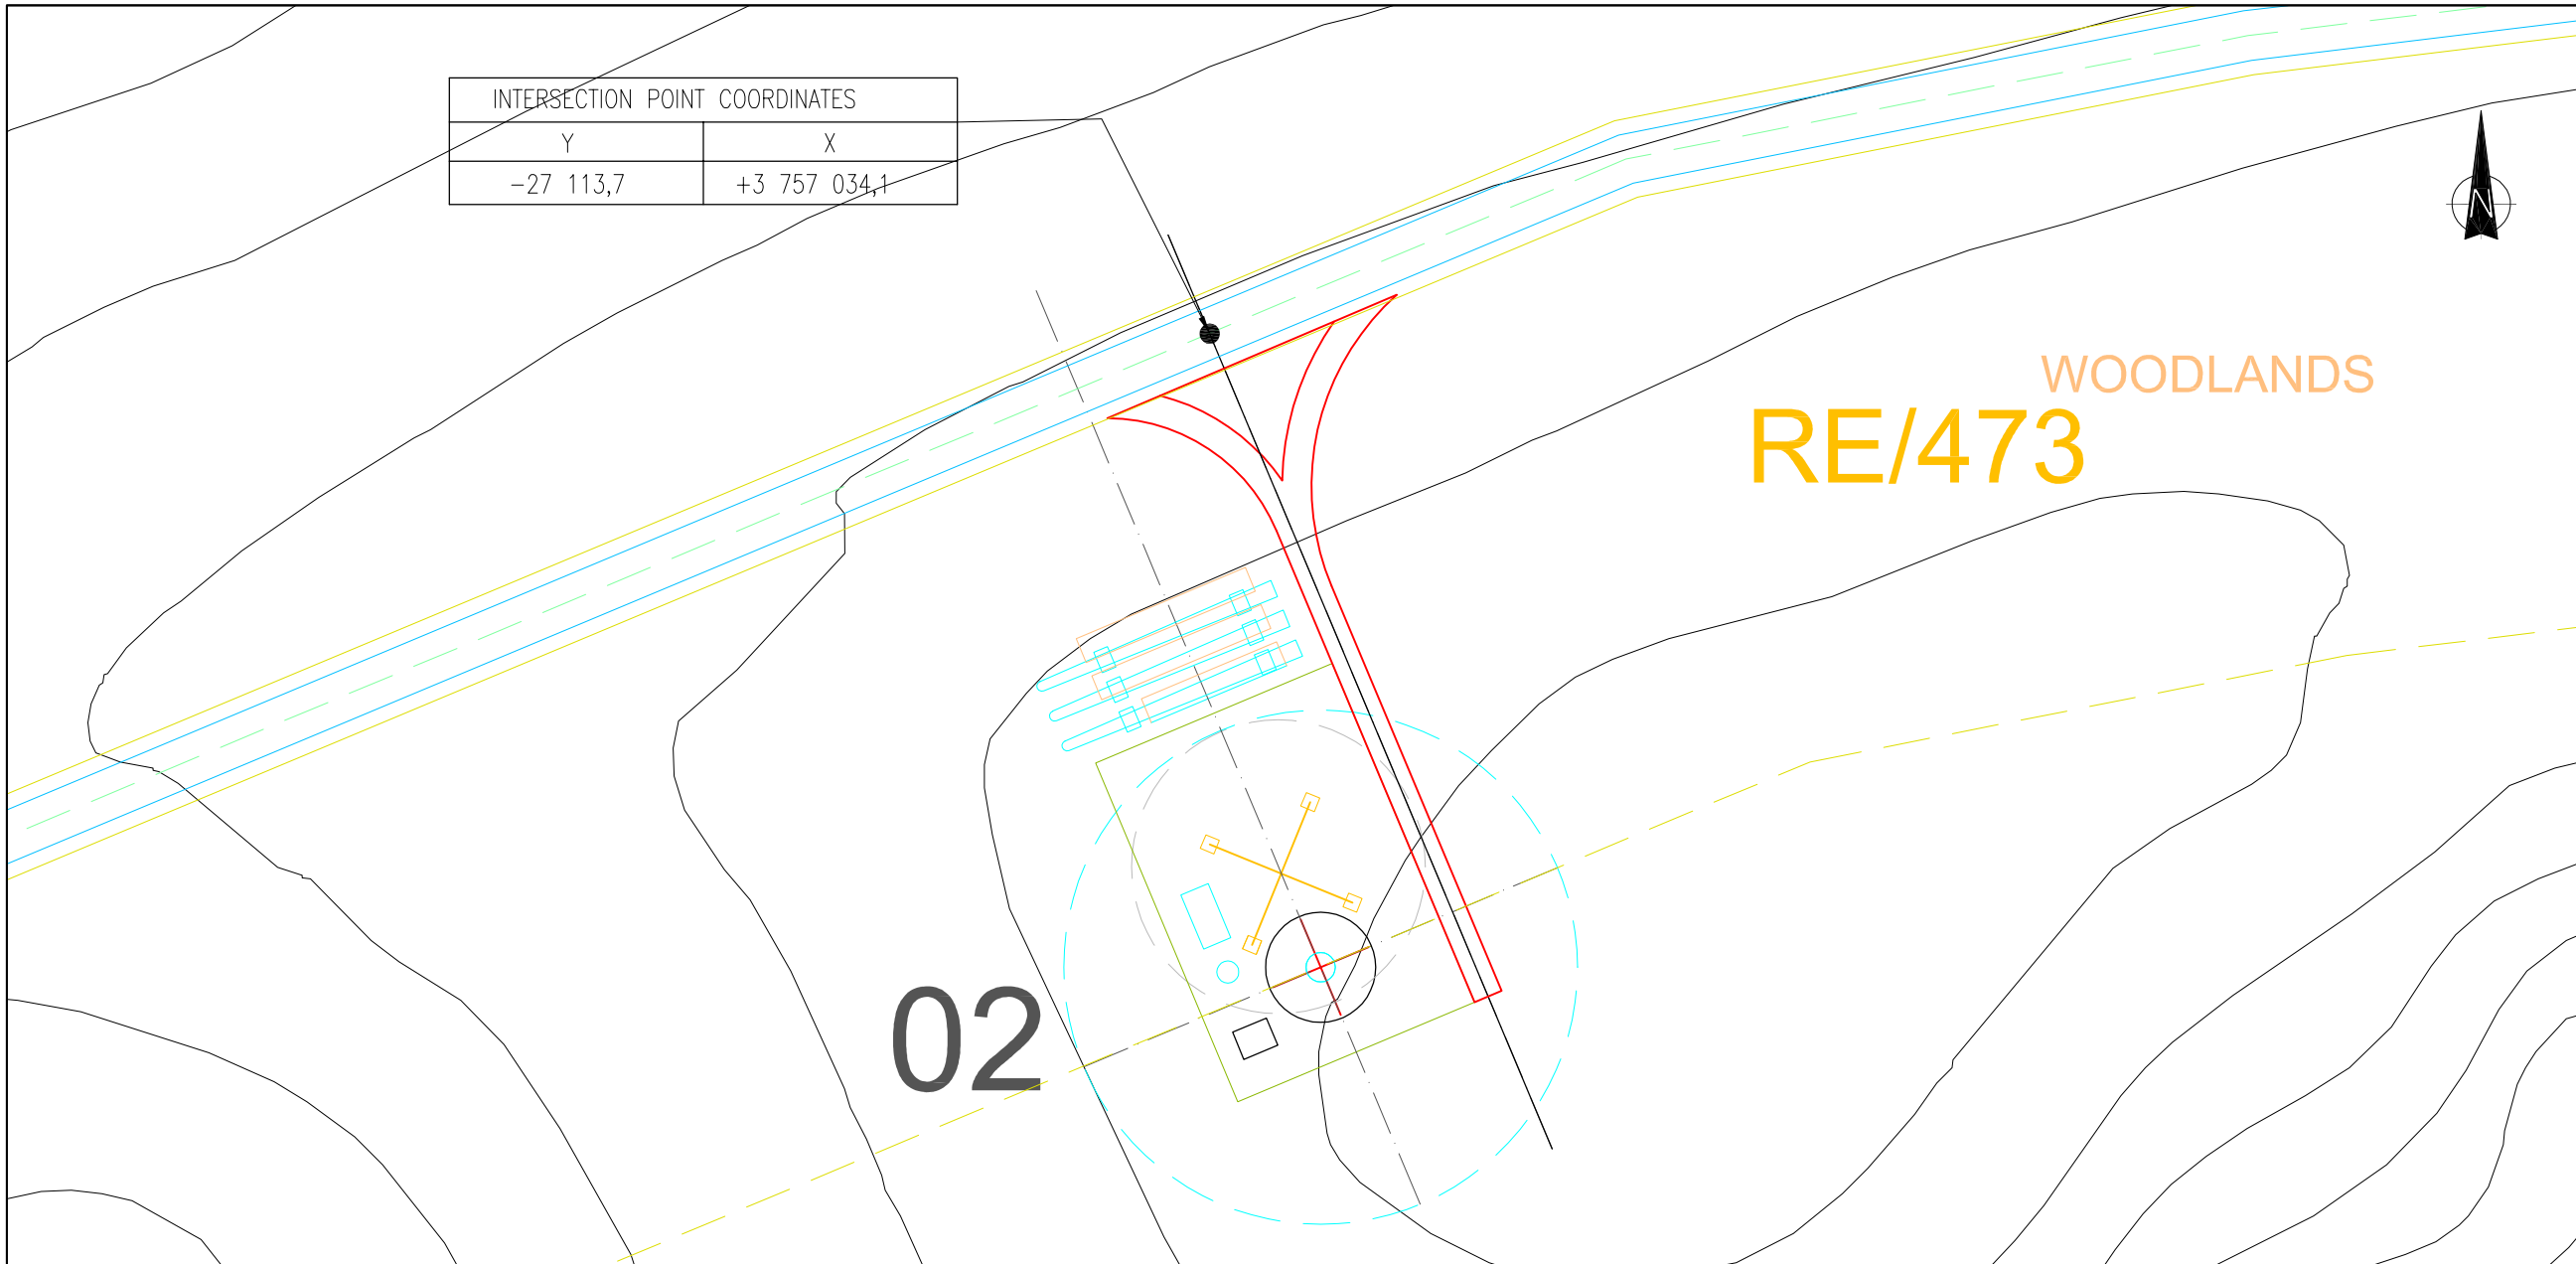 INTERSECTION POINT COORDINATES
Y X
-27 113,7 +3 757 034,1
N
WOODLANDS
RE/473
02